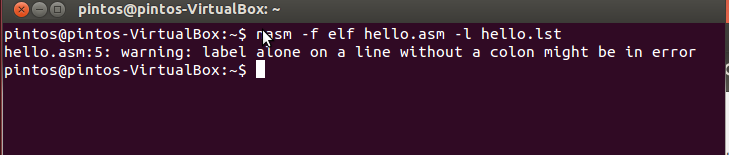 pintos@pintos-VirtualBox: ~
pintos@pintos-VirtualBox:~$ nasm -f elf hello.asm -l hello.lst
hello.asm:5: warning: label alone on a line without a colon might be in error
pintos@pintos-VirtualBox:~$